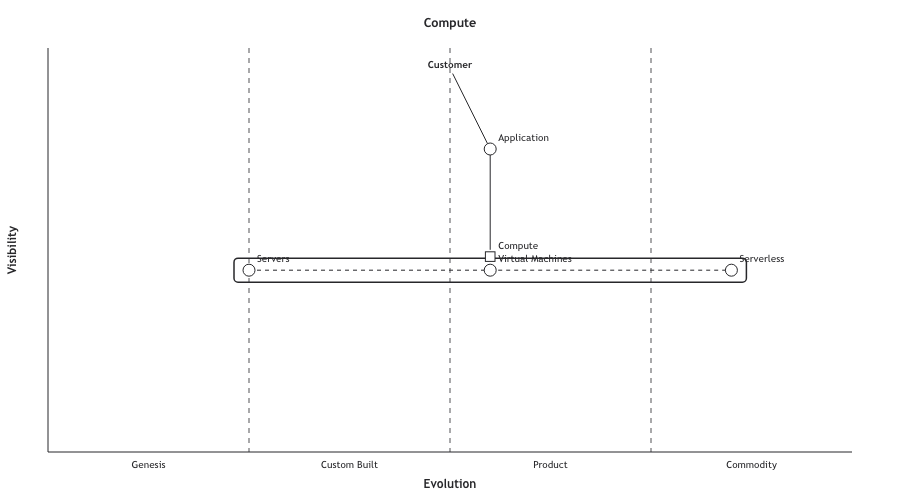 Compute
Customer
Application
Compute
Servers
Virtual Machines
Serverless
Visibility
Genesis
Custom Built
Product
Commodity
Evolution